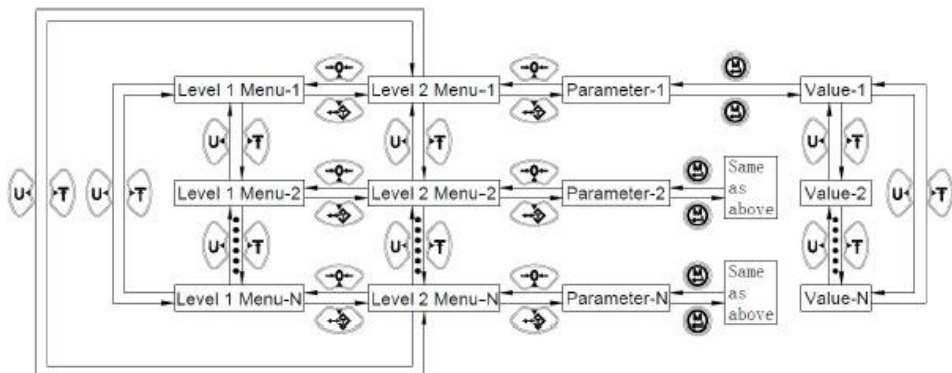 Level 1 Menu-1 Level 2 Menu-1 Parameter-1 Value-1
U T U T U T
Level 1 Menu-2 Level 2 Menu-2 Parameter-2 Same as above Value-2
U T U T U T U T U T
Level 1 Menu-N Level 2 Menu-N Parameter-N Same as above Value-N